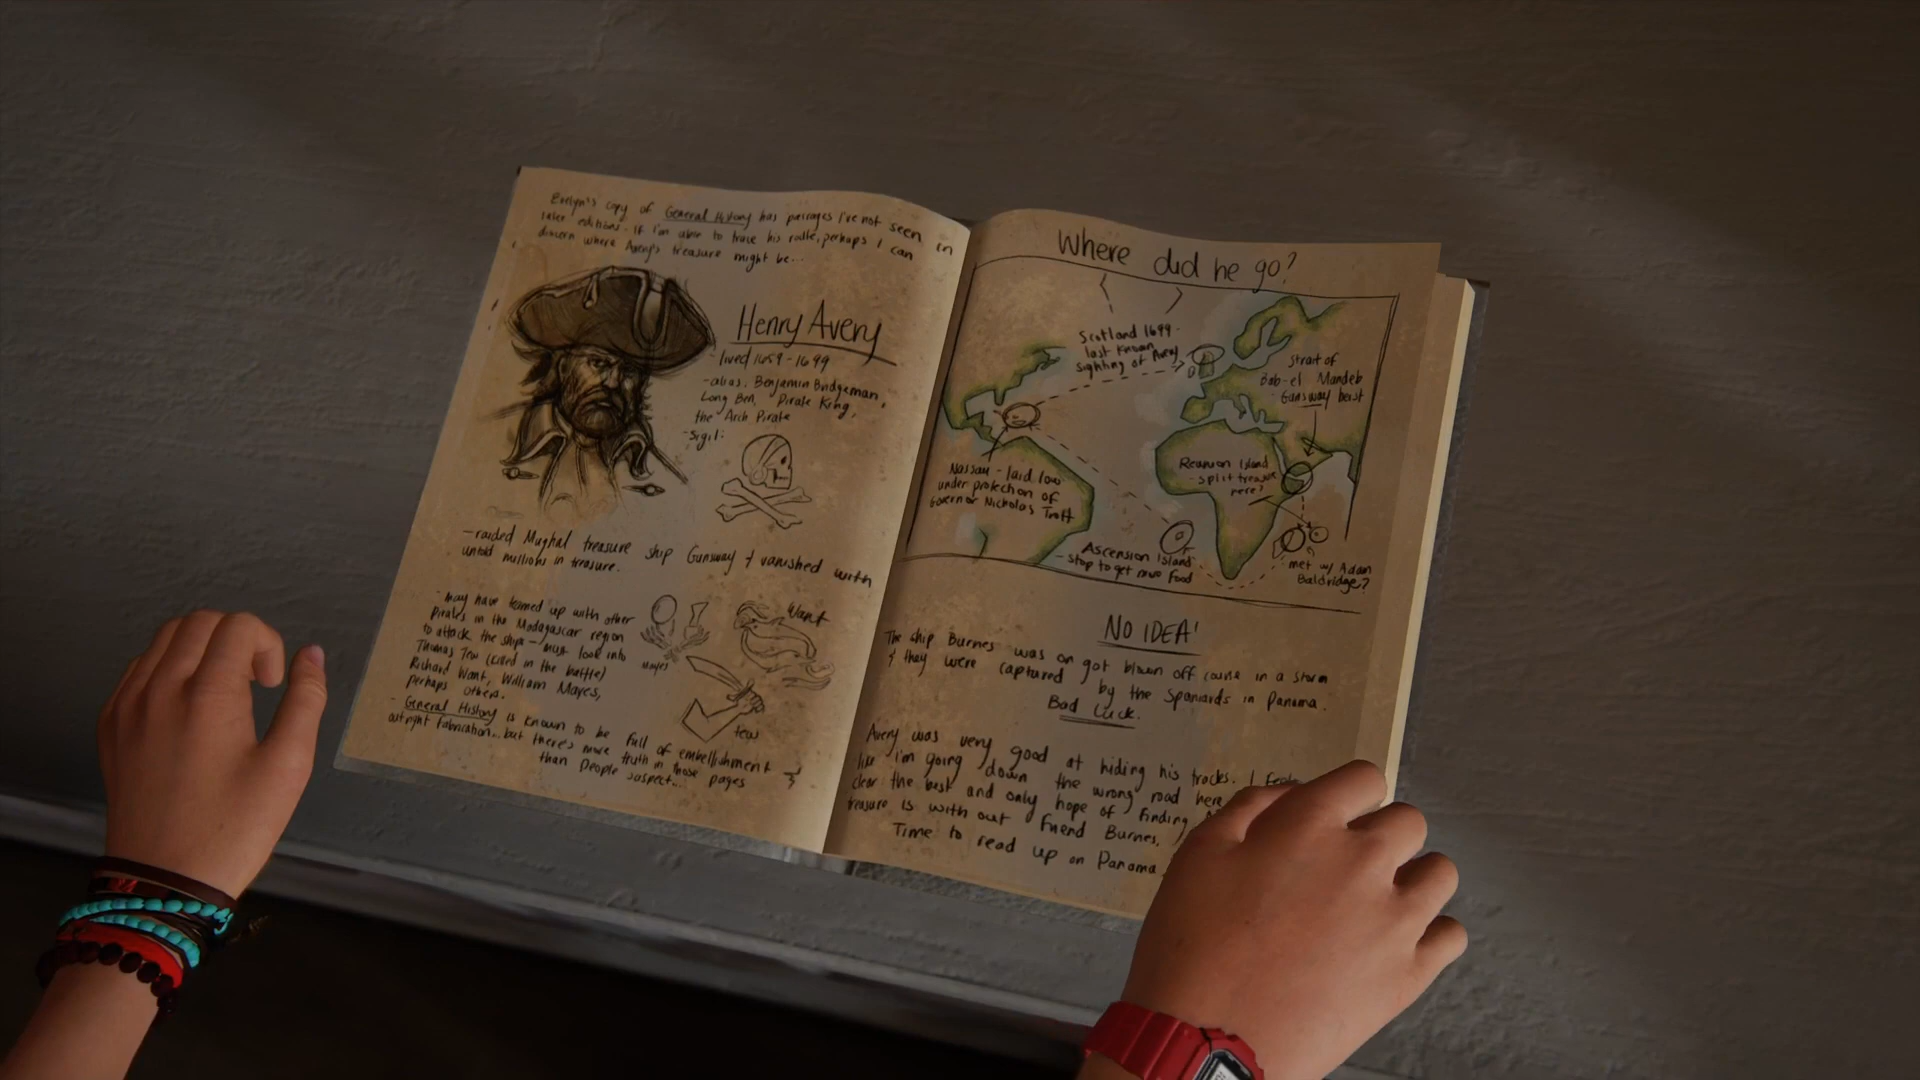 Evelyn's copy of General History has passages I've not seen in
later editions. If I'm able to trace his route, perhaps I can
discern where Avery's treasure might be...
Henry Avery
- lived 1659-1699
- alias: Benjamin Bridgeman,
Long Ben, Pirate King,
the Arch Pirate
- Sigil:
- raided Mughal treasure ship Gunsway & vanished with
untold millions in treasure.
- may have teamed up with other
pirates in the Madagascar region
to attack the ships - must look into
Thomas Tew (killed in the battle)
Richard Want, William Mayes,
perhaps others.
Want
Mayes
Tew
- General History is known to be full of embellishment &
outright fabrication... but there's more truth in those pages
than people suspect...
Where did he go?
Scotland 1699 -
last known
sighting of Avery
Strait of
Bab-el Mandeb
- Gunsway heist
Nassau - laid low
under protection of
Governor Nicholas Trott
Reunion Island
- split treasure
here?
Ascension Island
- stop to get more food
met w/ Adam
Baldridge?
NO IDEA!
The ship Burnes was on got blown off course in a storm
& they were captured by the Spaniards in Panama.
Bad Luck.
Avery was very good at hiding his tracks. I feel
like I'm going down the wrong road here
clear the best and only hope of finding
treasure is with our friend Burnes.
Time to read up on Panama